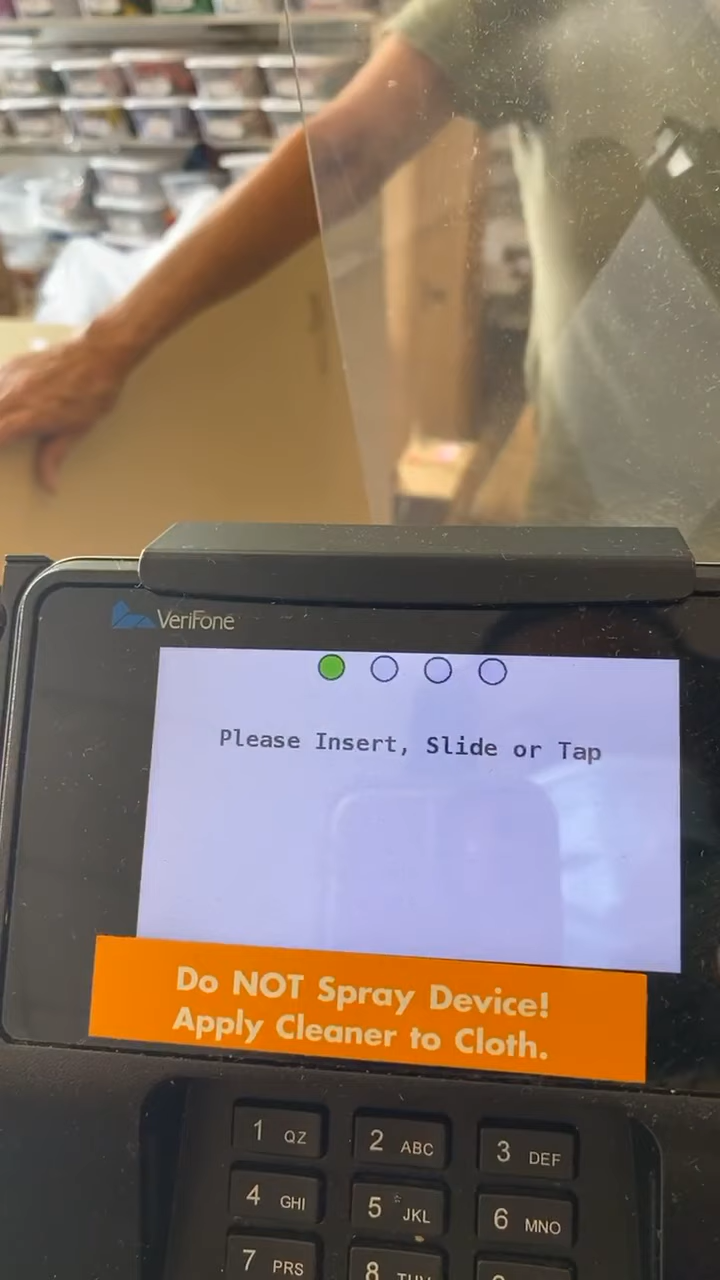 VeriFone
Please Insert, Slide or Tap
Do NOT Spray Device!
Apply Cleaner to Cloth.
1 QZ 2 ABC 3 DEF
4 GHI 5 JKL 6 MNO
7 PRS 8 TUV